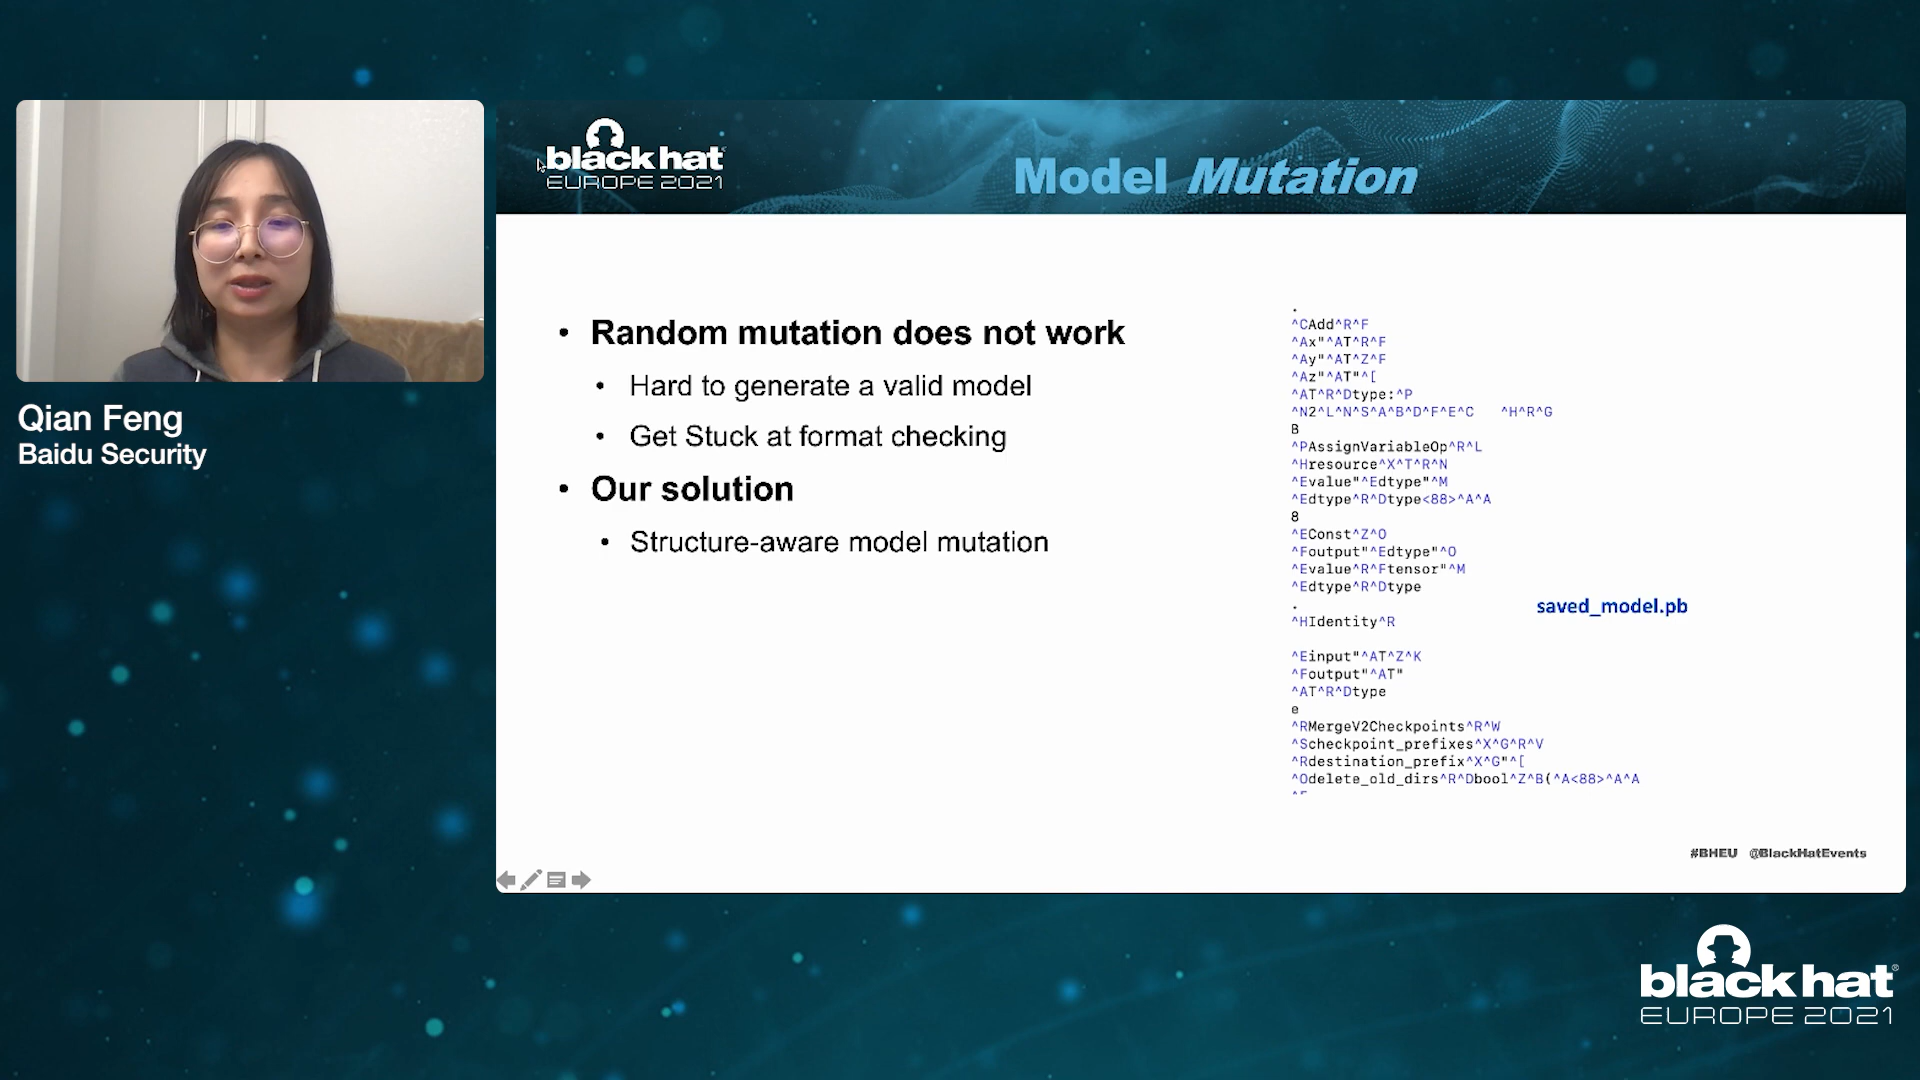 Qian Feng
Baidu Security
black hat
EUROPE 2021
Model Mutation
• Random mutation does not work
• Hard to generate a valid model
• Get Stuck at format checking
• Our solution
• Structure-aware model mutation
.
^CAdd^R^F
^Ax"^AT^R^F
^Ay"^AT^Z^F
^Az"^AT"^[
^AT^R^Dtype:^P
^N2^L^N^S^A^B^D^F^E^C ^H^R^G
B
^PAssignVariableOp^R^L
^Hresource^X^T^R^N
^Evalue"^Edtype"^M
^Edtype^R^Dtype<88>^A^A
8
^EConst^Z^O
^Foutput"^Edtype"^O
^Evalue^R^Ftensor"^M
^Edtype^R^Dtype
.
^HIdentity^R
^Einput"^AT^Z^K
^Foutput"^AT"
^AT^R^Dtype
e
^RMergeV2Checkpoints^R^W
^Scheckpoint_prefixes^X^G^R^V
^Rdestination_prefix^X^G"^[
^Odelete_old_dirs^R^Dbool^Z^B(^A<88>^A^A
saved_model.pb
#BHEU @BlackHatEvents
black hat®
EUROPE 2021